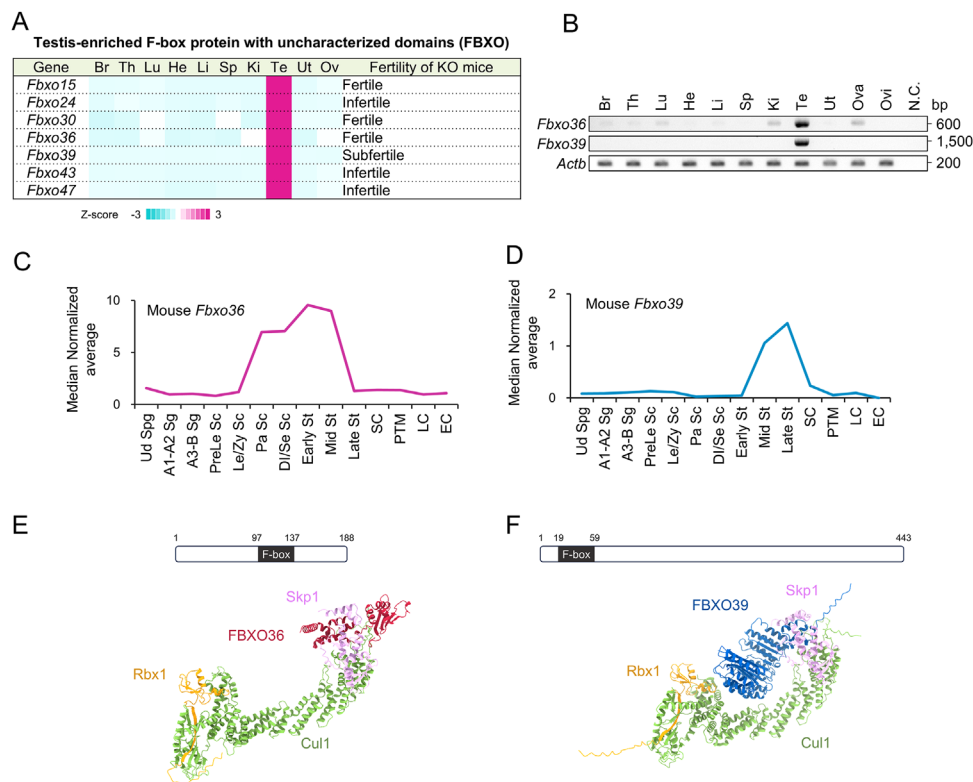 A
Testis-enriched F-box protein with uncharacterized domains (FBXO)
Gene Br Th Lu He Li Sp Ki Te Ut Ov Fertility of KO mice
Fbxo15 Fertile
Fbxo24 Infertile
Fbxo30 Fertile
Fbxo36 Fertile
Fbxo39 Subfertile
Fbxo43 Infertile
Fbxo47 Infertile
Z-score -3 3
B
Br Th Lu He Li Sp Ki Te Ut Ova Ovi N.C. bp
Fbxo36 600
Fbxo39 1,500
Actb 200
C
Median Normalized
average
Mouse Fbxo36
10
5
0
Ud Spg
A1-A2 Sg
A3-B Sg
PreLe Sc
Le/Zy Sc
Pa Sc
DI/Se Sc
Early St
Mid St
Late St
SC
PTM
LC
EC
D
Median Normalized
average
Mouse Fbxo39
2
1
0
Ud Spg
A1-A2 Sg
A3-B Sg
PreLe Sc
Le/Zy Sc
Pa Sc
DI/Se Sc
Early St
Mid St
Late St
SC
PTM
LC
EC
E
1 97 137 188
F-box
Skp1
FBXO36
Rbx1
Cul1
F
1 19 59 443
F-box
Skp1
FBXO39
Rbx1
Cul1